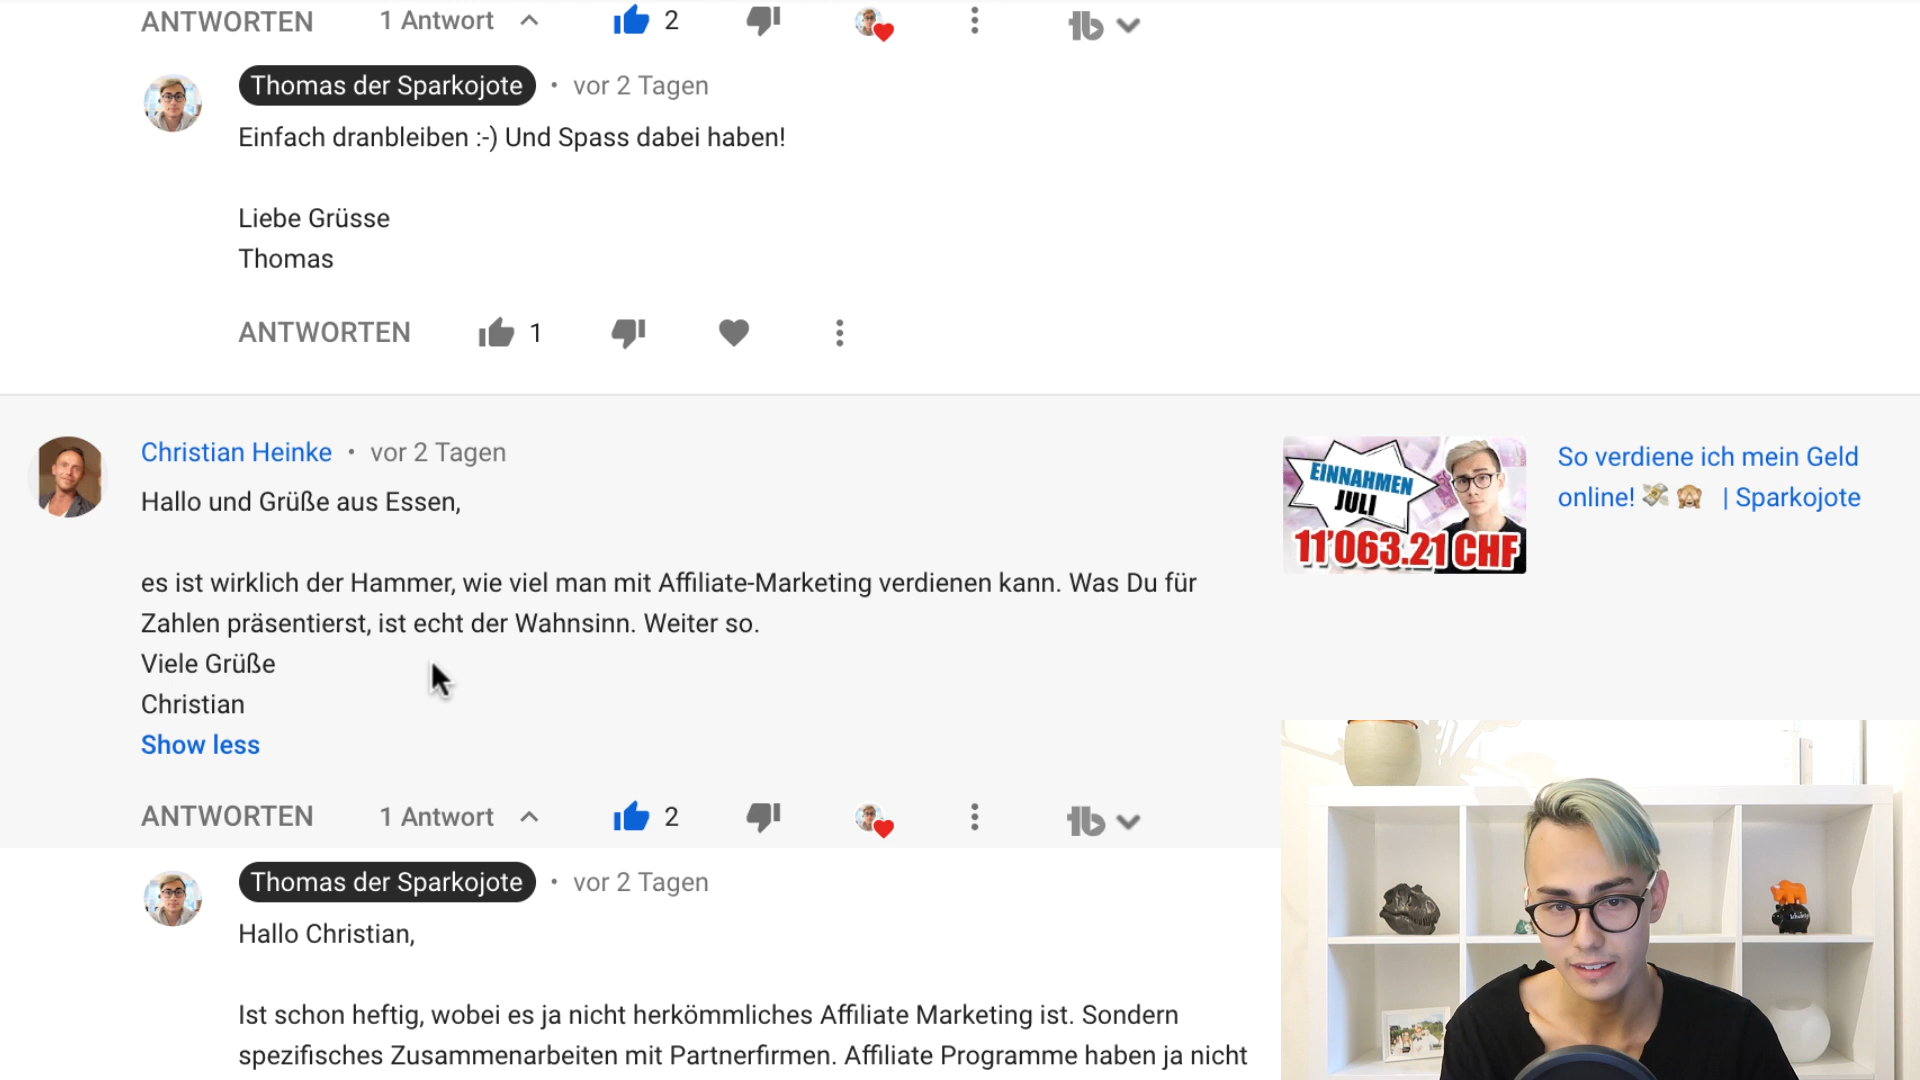 ANTWORTEN 1 Antwort 2
Thomas der Sparkojote • vor 2 Tagen
Einfach dranbleiben :-) Und Spass dabei haben!
Liebe Grüsse
Thomas
ANTWORTEN 1
Christian Heinke • vor 2 Tagen
Hallo und Grüße aus Essen,
es ist wirklich der Hammer, wie viel man mit Affiliate-Marketing verdienen kann. Was Du für
Zahlen präsentierst, ist echt der Wahnsinn. Weiter so.
Viele Grüße
Christian
Show less
ANTWORTEN 1 Antwort 2
EINNAHMEN
JULI
11'063.21 CHF
So verdiene ich mein Geld
online! 💸 🙈 | Sparkojote
Thomas der Sparkojote • vor 2 Tagen
Hallo Christian,
Ist schon heftig, wobei es ja nicht herkömmliches Affiliate Marketing ist. Sondern
spezifisches Zusammenarbeiten mit Partnerfirmen. Affiliate Programme haben ja nicht